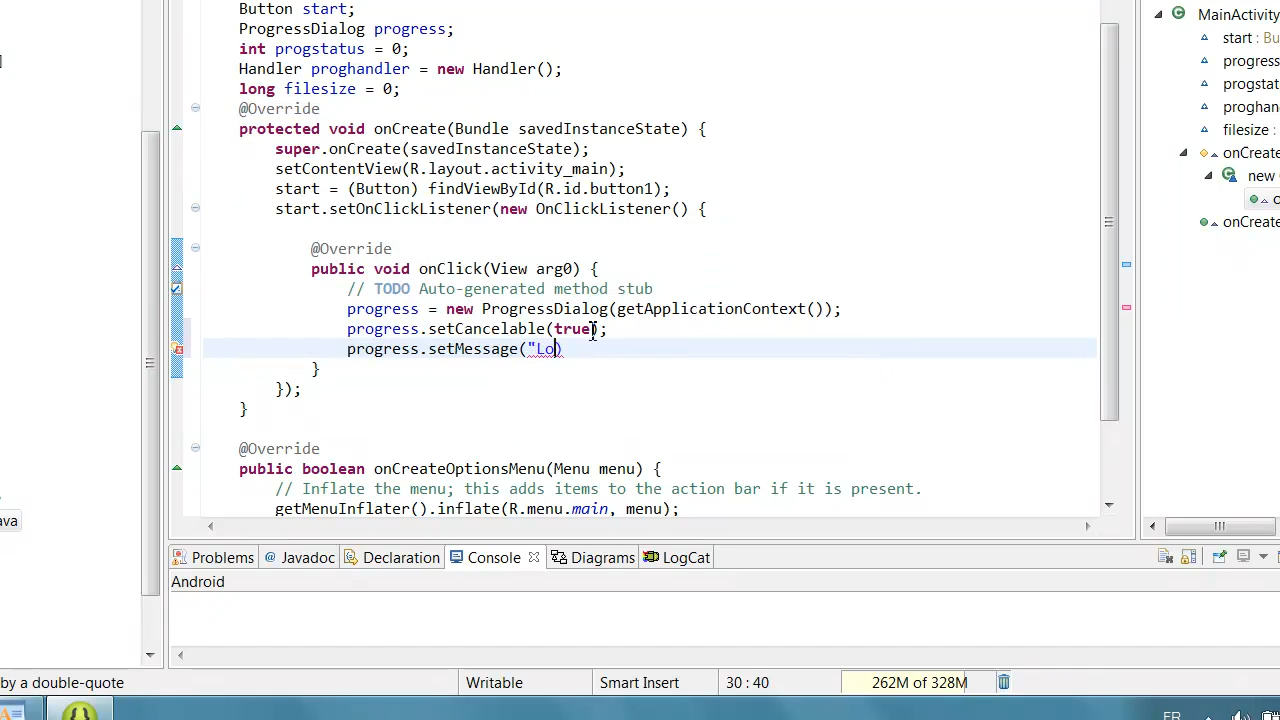 Button start;
ProgressDialog progress;
int progstatus = 0;
Handler proghandler = new Handler();
long filesize = 0;
@Override
protected void onCreate(Bundle savedInstanceState) {
super.onCreate(savedInstanceState);
setContentView(R.layout.activity_main);
start = (Button) findViewById(R.id.button1);
start.setOnClickListener(new OnClickListener() {
@Override
public void onClick(View arg0) {
// TODO Auto-generated method stub
progress = new ProgressDialog(getApplicationContext());
progress.setCancelable(true);
progress.setMessage("Lo)
}
});
}
@Override
public boolean onCreateOptionsMenu(Menu menu) {
// Inflate the menu; this adds items to the action bar if it is present.
getMenuInflater().inflate(R.menu.main, menu);
MainActivity
start : Bu
progress
progstat
proghan
filesize :
onCreate
new
o
onCreate
]
ava
Problems @ Javadoc Declaration Console Diagrams LogCat
Android
by a double-quote Writable Smart Insert 30 : 40 262M of 328M
FR